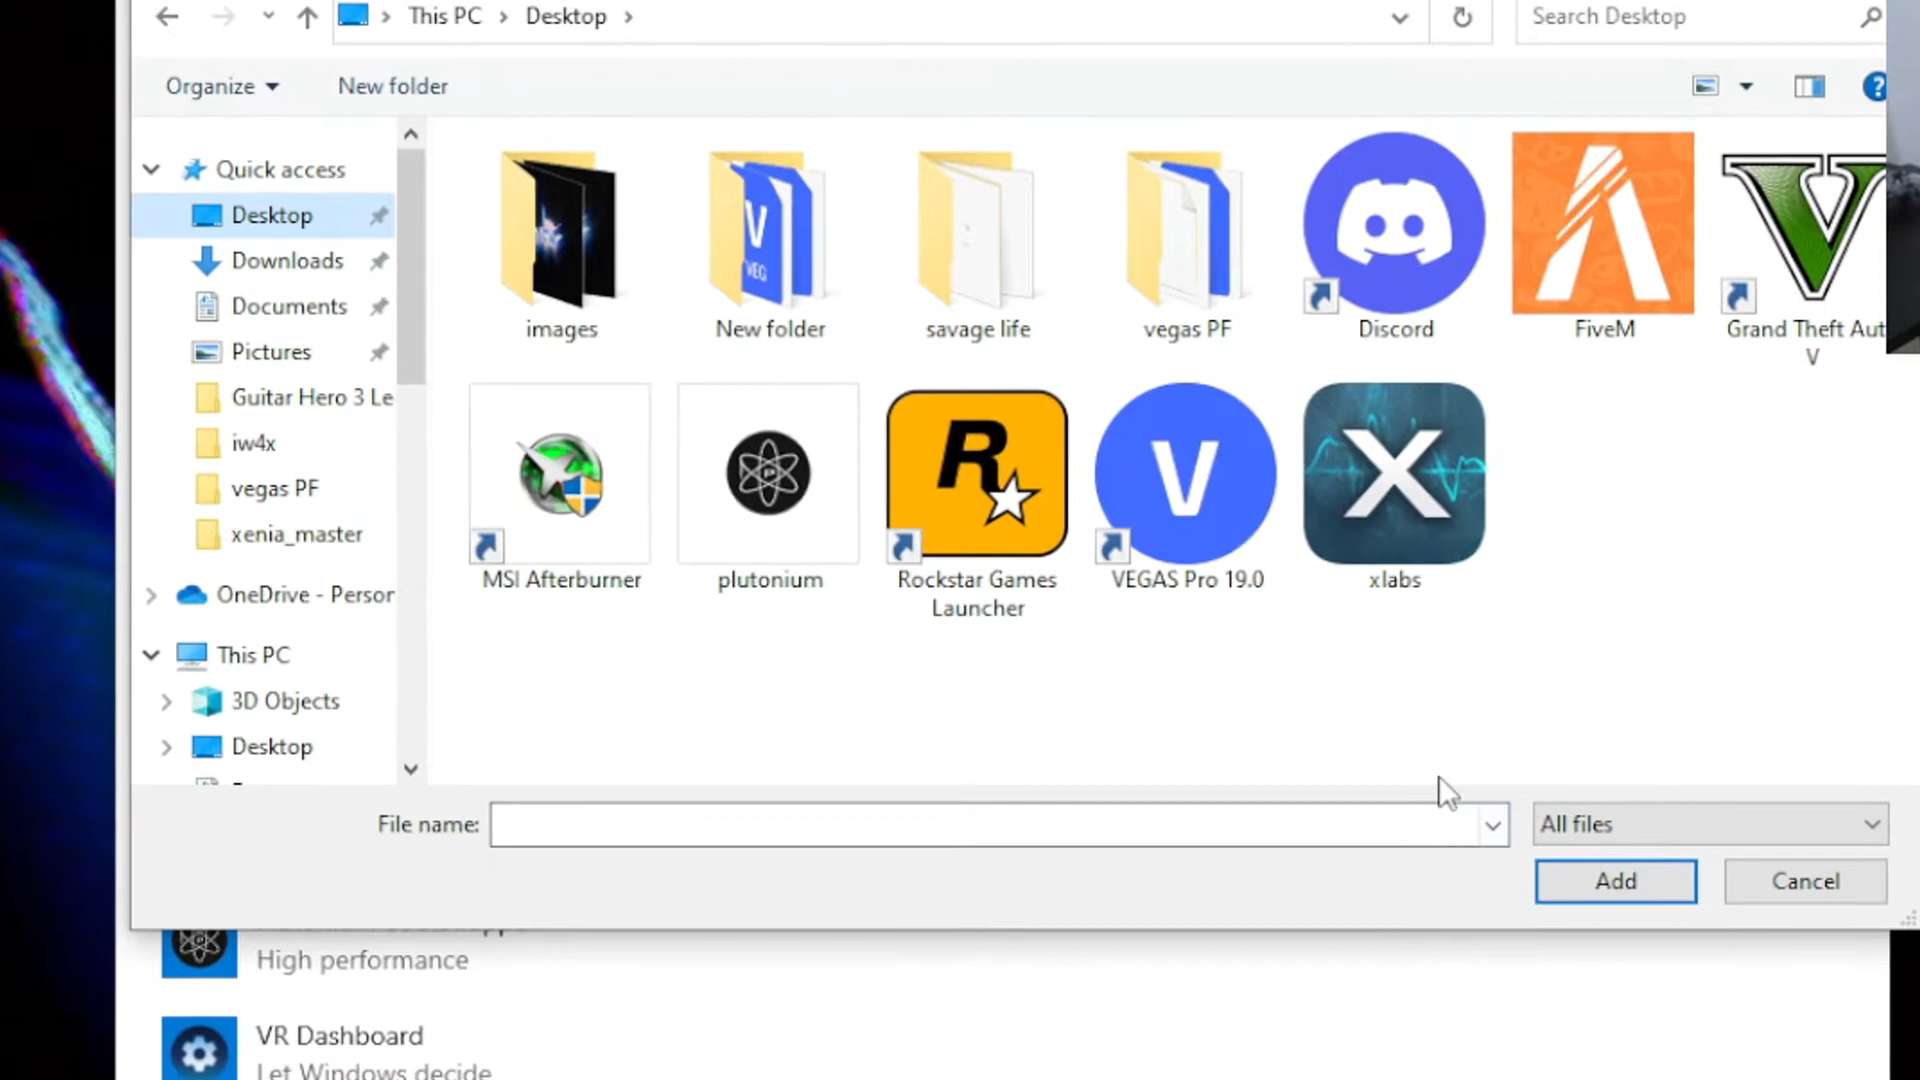 This PC > Desktop >
Search Desktop
Organize
New folder
Quick access
Desktop
Downloads
Documents
Pictures
Guitar Hero 3 Le
iw4x
vegas PF
xenia_master
OneDrive - Person
This PC
3D Objects
Desktop
images
V
VEG
New folder
savage life
vegas PF
Discord
FiveM
Grand Theft Aut
V
MSI Afterburner
P
plutonium
R
Rockstar Games
Launcher
V
VEGAS Pro 19.0
X
xlabs
File name:
All files
Add
Cancel
High performance
VR Dashboard
Let Windows decide